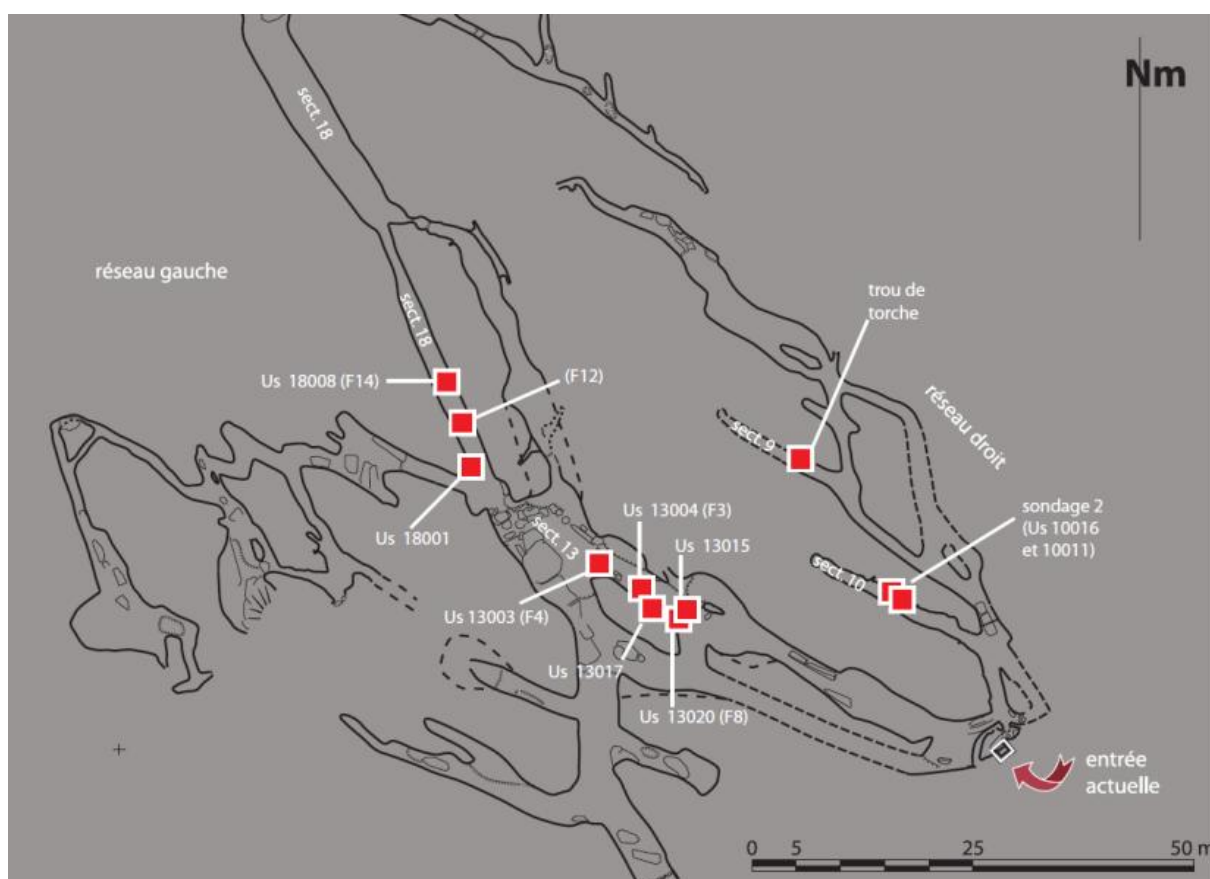 Nm
sect. 18
réseau gauche
sect. 18
trou de
torche
Us 18008 (F14)
(F12)
réseau droit
sect. 9
Us 18001
Us 13004 (F3)
sondage 2
(Us 10016
et 10011)
sect. 13
Us 13015
sect. 10
Us 13003 (F4)
Us 13017
Us 13020 (F8)
entrée
actuelle
0 5 25 50 m